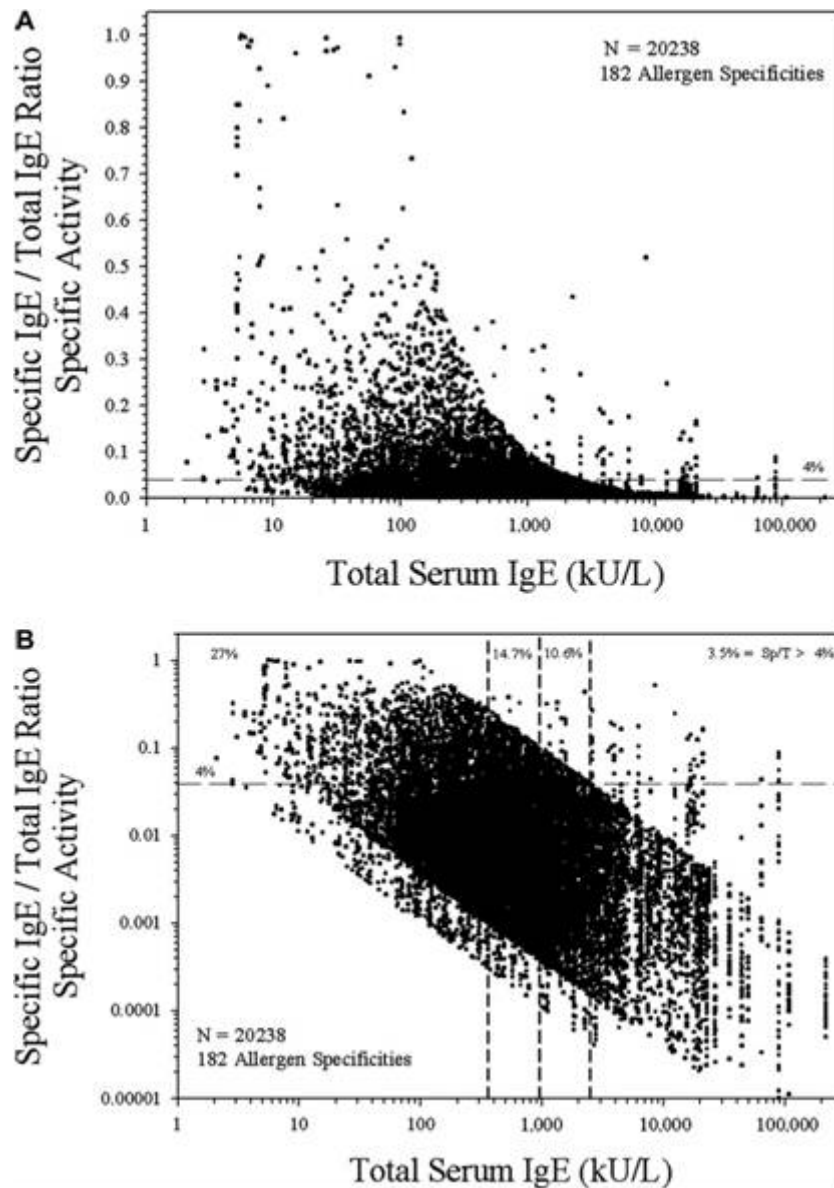 A
Specific IgE / Total IgE Ratio
Specific Activity
1.0
0.9
0.8
0.7
0.6
0.5
0.4
0.3
0.2
0.1
0.0
N = 20238
182 Allergen Specificities
4%
1
10
100
1,000
10,000
100,000
Total Serum IgE (kU/L)
B
Specific IgE / Total IgE Ratio
Specific Activity
1
0.1
0.01
0.001
0.0001
0.00001
27%
14.7%
10.6%
3.5% = Sp/T > 4%
4%
N = 20238
182 Allergen Specificities
1
10
100
1,000
10,000
100,000
Total Serum IgE (kU/L)